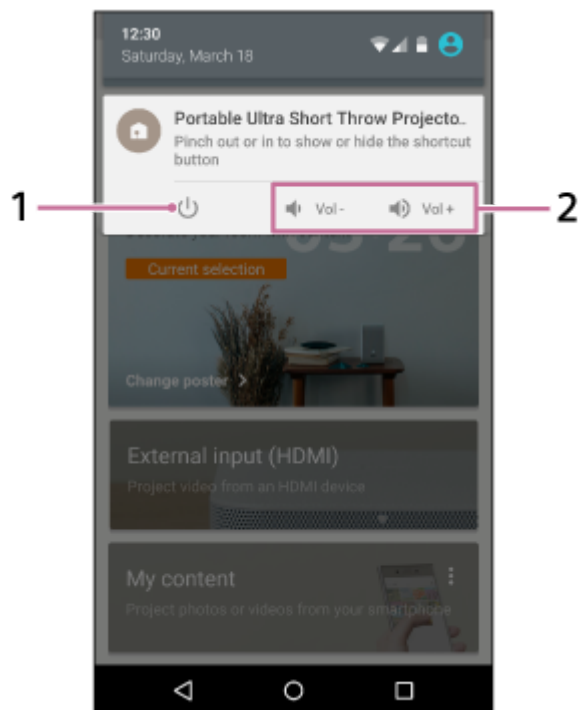 12:30
Saturday, March 18
Portable Ultra Short Throw Projecto..
Pinch out or in to show or hide the shortcut
button
1
Vol-
Vol+
2
Current selection
Change poster >
External input (HDMI)
Project video from an HDMI device
My content
Project photos or videos from your smartphone